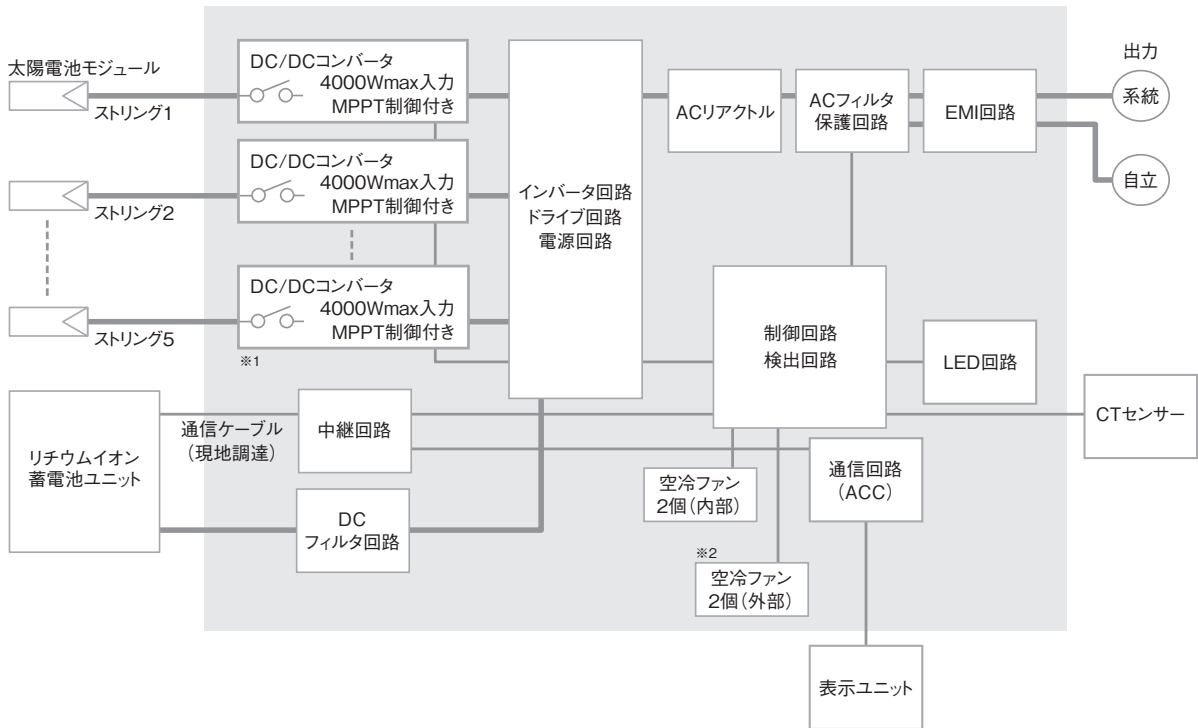 太陽電池モジュール
ストリング1
DC/DCコンバータ
4000Wmax入力
MPPT制御付き
ストリング2
DC/DCコンバータ
4000Wmax入力
MPPT制御付き
ストリング5
DC/DCコンバータ
4000Wmax入力
MPPT制御付き
※1
インバータ回路
ドライブ回路
電源回路
ACリアクトル
ACフィルタ
保護回路
EMI回路
出力
系統
自立
制御回路
検出回路
LED回路
CTセンサー
リチウムイオン
蓄電池ユニット
通信ケーブル
（現地調達）
中継回路
DC
フィルタ回路
空冷ファン
2個（内部）
※2
空冷ファン
2個（外部）
通信回路
（ACC）
表示ユニット